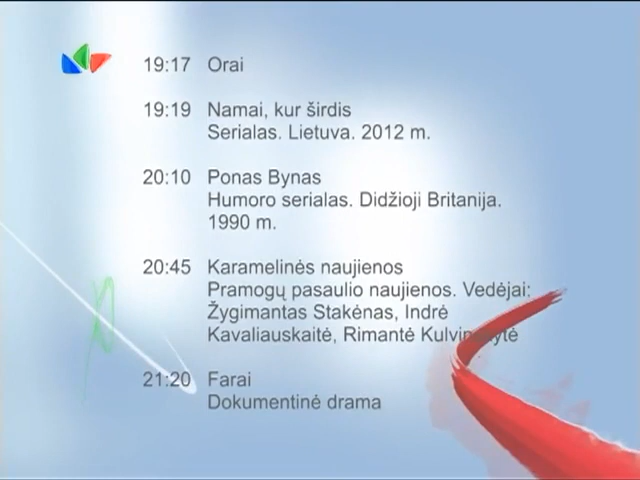 19:17 Orai
19:19 Namai, kur širdis
Serialas. Lietuva. 2012 m.
20:10 Ponas Bynas
Humoro serialas. Didžioji Britanija.
1990 m.
20:45 Karamelinės naujienos
Pramogų pasaulio naujienos. Vedėjai:
Žygimantas Stakėnas, Indrė
Kavaliauskaitė, Rimantė
21:20 Farai
Dokumentinė drama